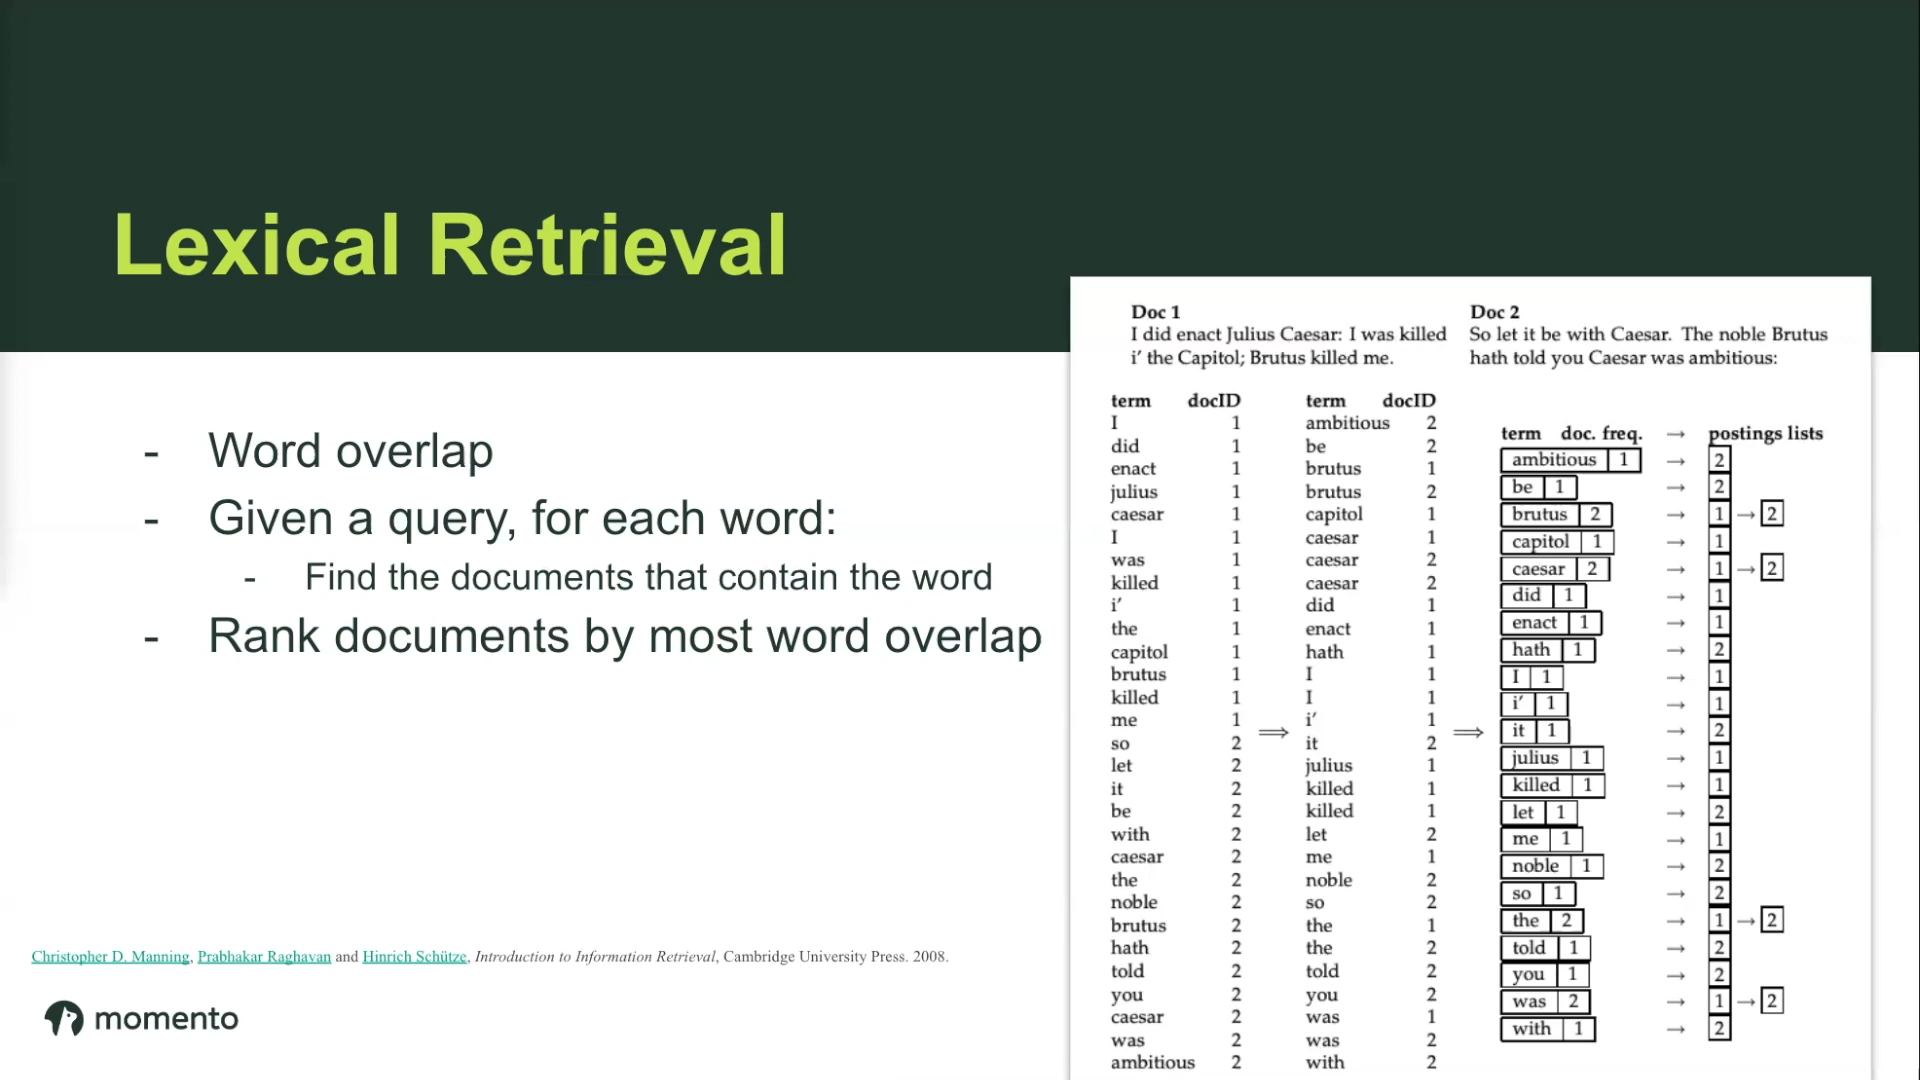 Lexical Retrieval
- Word overlap
- Given a query, for each word:
- Find the documents that contain the word
- Rank documents by most word overlap
Christopher D. Manning, Prabhakar Raghavan and Hinrich Schütze, Introduction to Information Retrieval, Cambridge University Press. 2008.
momento
Doc 1
I did enact Julius Caesar: I was killed
i′ the Capitol; Brutus killed me.
Doc 2
So let it be with Caesar. The noble Brutus
hath told you Caesar was ambitious:
term docID
I 1
did 1
enact 1
julius 1
caesar 1
I 1
was 1
killed 1
i′ 1
the 1
capitol 1
brutus 1
killed 1
me 1
so 2
let 2
it 2
be 2
with 2
caesar 2
the 2
noble 2
brutus 2
hath 2
told 2
you 2
caesar 2
was 2
ambitious 2
⇒
term docID
ambitious 2
be 2
brutus 1
brutus 2
capitol 1
caesar 1
caesar 2
caesar 2
did 1
enact 1
hath 1
I 1
I 1
i′ 1
it 2
julius 1
killed 1
killed 1
let 2
me 1
noble 2
so 2
the 1
the 2
told 2
you 2
was 1
was 2
with 2
⇒
term doc. freq. → postings lists
ambitious 1 → 2
be 1 → 2
brutus 2 → 1 → 2
capitol 1 → 1
caesar 2 → 1 → 2
did 1 → 1
enact 1 → 1
hath 1 → 2
I 1 → 1
i′ 1 → 1
it 1 → 2
julius 1 → 1
killed 1 → 1
let 1 → 2
me 1 → 1
noble 1 → 2
so 1 → 2
the 2 → 1 → 2
told 1 → 2
you 1 → 2
was 2 → 1 → 2
with 1 → 2